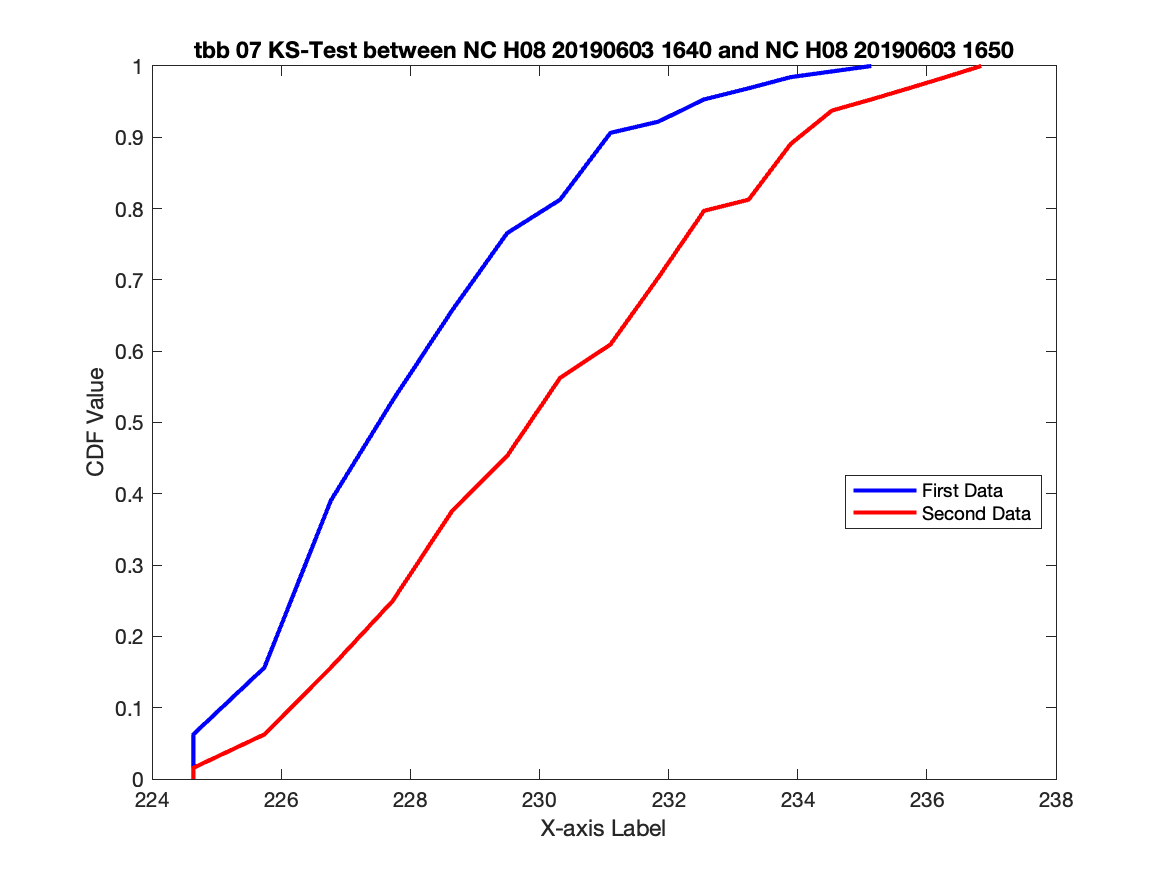 tbb 07 KS-Test between NC H08 20190603 1640 and NC H08 20190603 1650
1
0.9
0.8
0.7
0.6
0.5
0.4
0.3
0.2
0.1
0
CDF Value
First Data
Second Data
224 226 228 230 232 234 236 238
X-axis Label